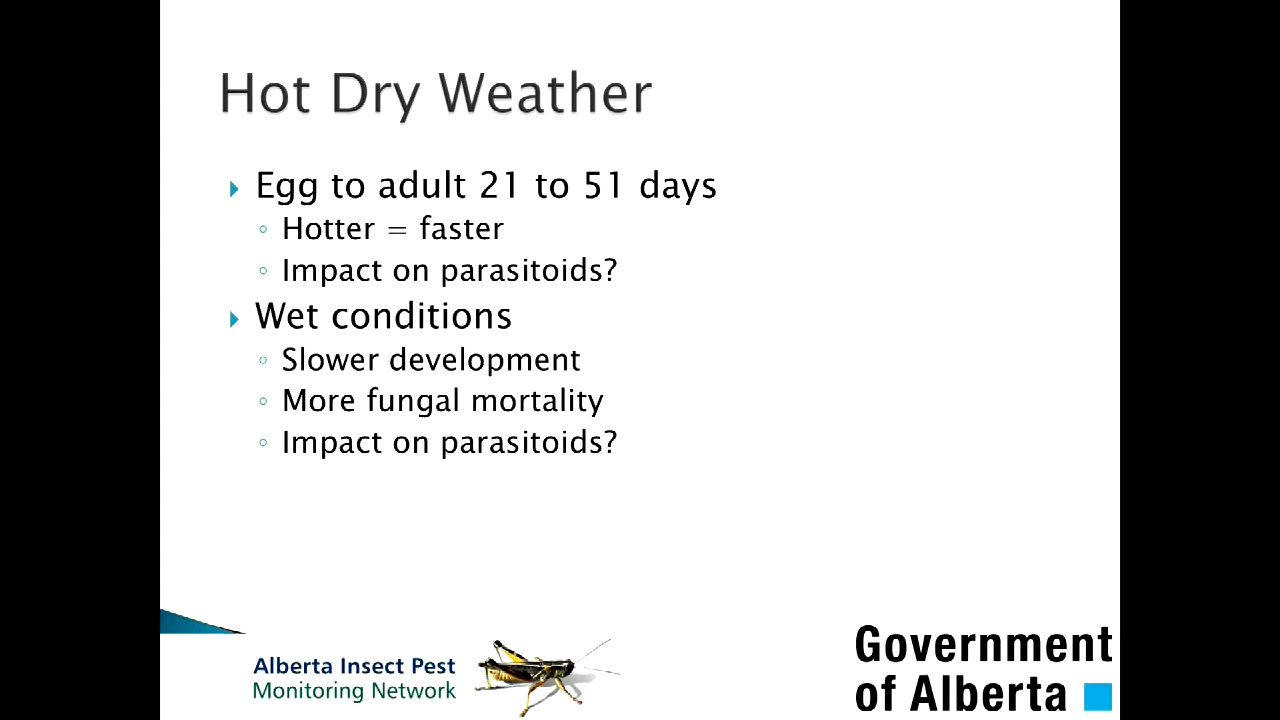 Hot Dry Weather
Egg to adult 21 to 51 days
Hotter = faster
Impact on parasitoids?
Wet conditions
Slower development
More fungal mortality
Impact on parasitoids?
Alberta Insect Pest
Monitoring Network
Government
of Alberta